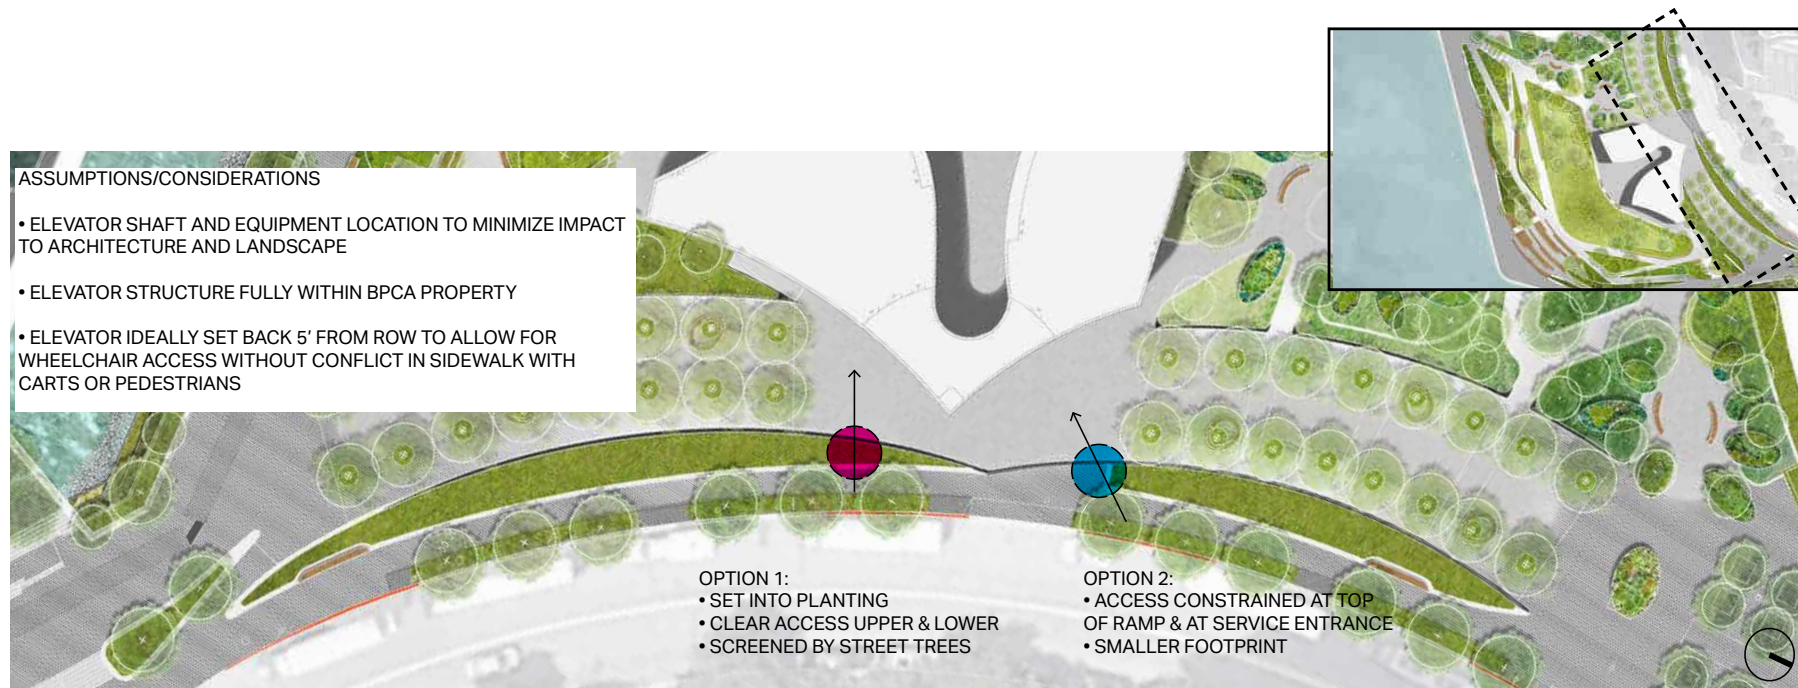 ASSUMPTIONS/CONSIDERATIONS
• ELEVATOR SHAFT AND EQUIPMENT LOCATION TO MINIMIZE IMPACT
TO ARCHITECTURE AND LANDSCAPE
• ELEVATOR STRUCTURE FULLY WITHIN BPCA PROPERTY
• ELEVATOR IDEALLY SET BACK 5' FROM ROW TO ALLOW FOR
WHEELCHAIR ACCESS WITHOUT CONFLICT IN SIDEWALK WITH
CARTS OR PEDESTRIANS
OPTION 1:
• SET INTO PLANTING
• CLEAR ACCESS UPPER & LOWER
• SCREENED BY STREET TREES
OPTION 2:
• ACCESS CONSTRAINED AT TOP
OF RAMP & AT SERVICE ENTRANCE
• SMALLER FOOTPRINT